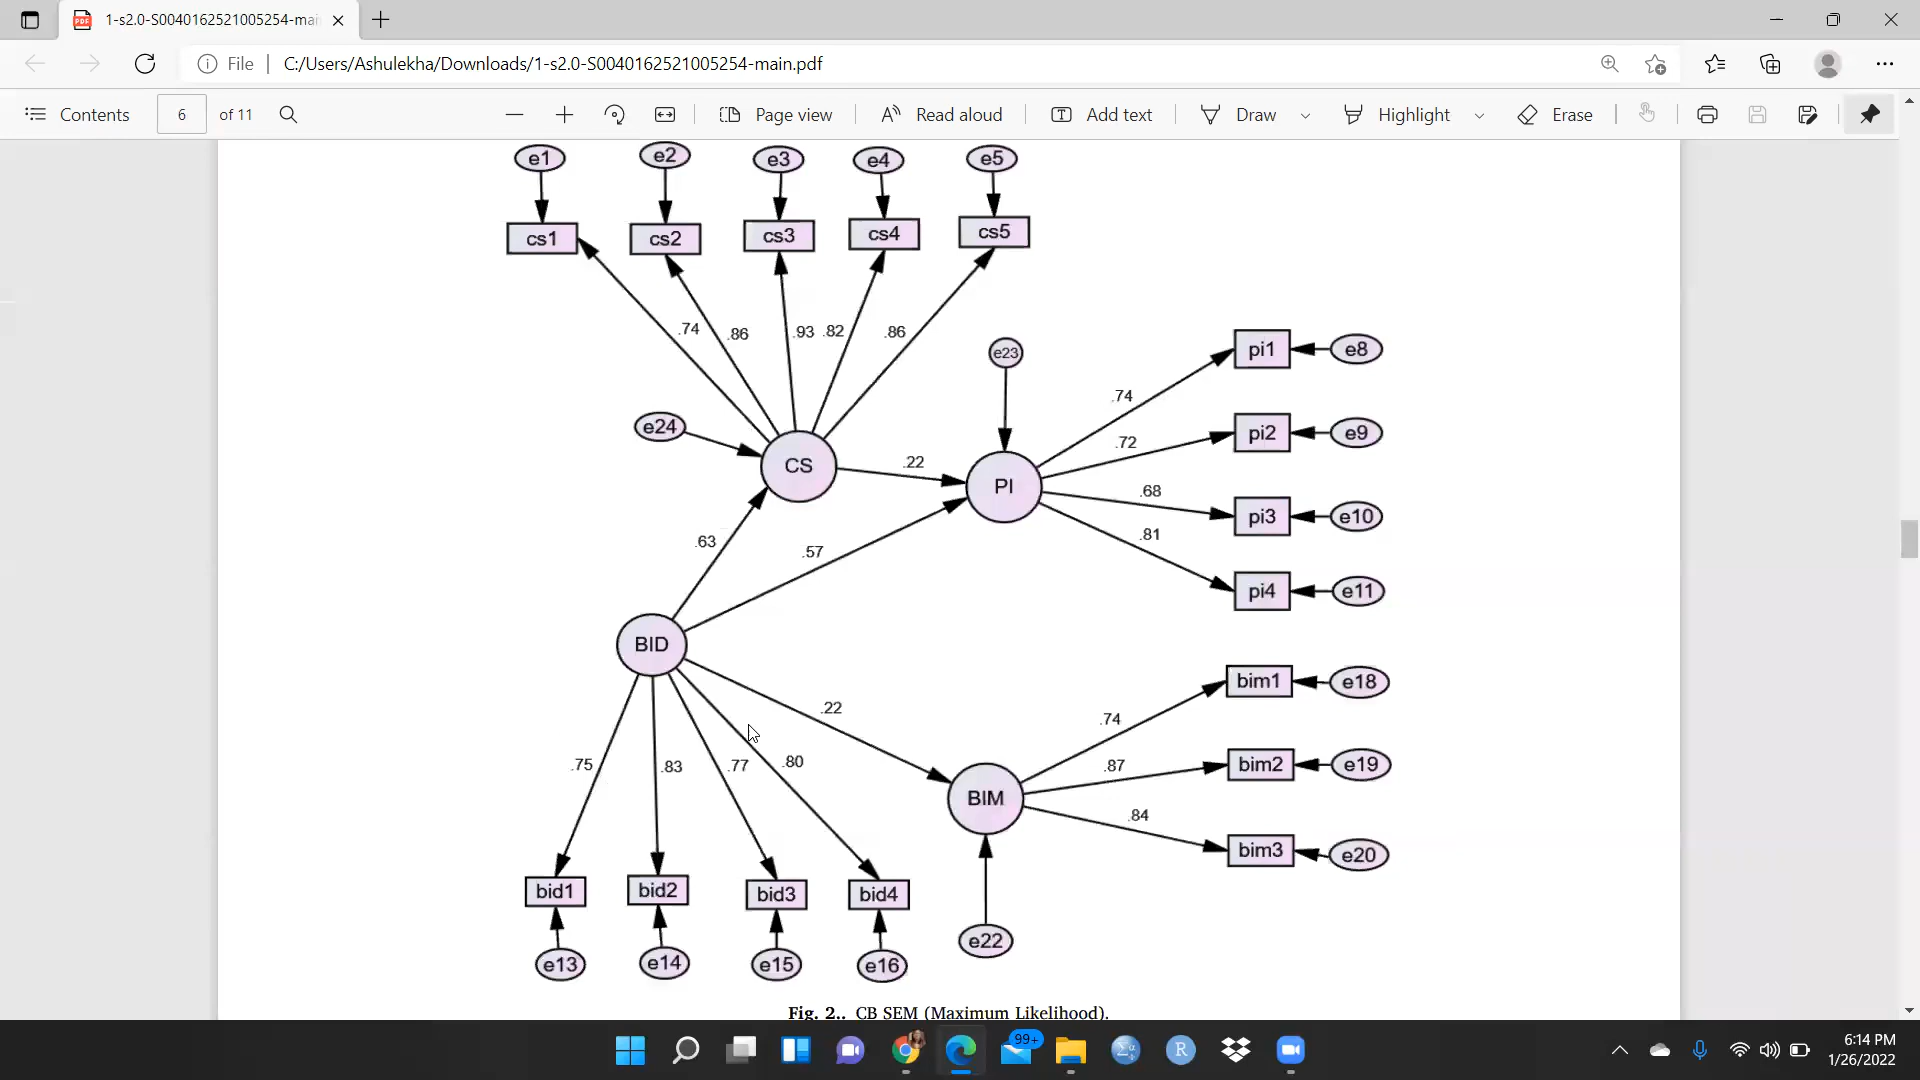 1-s2.0-S0040162521005254-mai
File
C:/Users/Ashulekha/Downloads/1-s2.0-S0040162521005254-main.pdf
Contents
6 of 11
Page view
Read aloud
Add text
Draw
Highlight
Erase
e1 e2 e3 e4 e5
cs1 cs2 cs3 cs4 cs5
.74 .86 .93 .82 .86
e23
pi1 e8
.74
e24
pi2 e9
.72
CS
.22
PI
.68
pi3 e10
.63
.57
.81
pi4 e11
BID
bim1 e18
.22
.74
.75 .83 .77 .80
.87
bim2 e19
BIM
.84
bim3 e20
bid1 bid2 bid3 bid4
e22
e13 e14 e15 e16
Fig. 2.. CB SEM (Maximum Likelihood).
99+
6:14 PM
1/26/2022